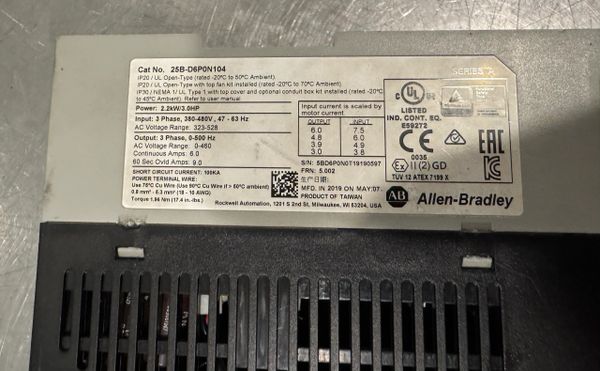 Cat No. 25B-D6P0N104
SERIES A
IP20 / UL Open-Type (rated -20°C to 50°C Ambient)
IP20 / UL Open-Type with top fan kit installed (rated -20°C to 70°C Ambient)
IP30 / NEMA 1/ UL Type 1 with top cover and optional conduit box kit installed (rated -20°C
to 45°C Ambient) Refer to user manual.
Power: 2.2kW/3.0HP
Input: 3 Phase, 380-480V, 47 - 63 Hz
AC Voltage Range: 323-528
Output: 3 Phase, 0-500 Hz
AC Voltage Range: 0-460
Continuous Amps: 6.0
60 Sec Ovld Amps: 9.0
SHORT CIRCUIT CURRENT: 100KA
POWER TERMINAL WIRE:
Use 75°C Cu Wire (Use 90°C Cu Wire if > 50°C ambient)
0.8 mm² - 5.3 mm² (18 - 10 AWG)
Torque 1.96 Nm (17.4 in.-lbs.)
Input current is scaled by
motor current.
OUTPUT INPUT
6.0 7.5
4.8 6.0
3.9 4.9
3.0 3.8
S/N: 5BD6P0N0T19190597
FRN: 5.002
生产日期:
MFD. IN 2019 ON MAY/07
PRODUCT OF TAIWAN
Rockwell Automation, 1201 S 2nd St, Milwaukee, WI 53204, USA
UL
LISTED
IND. CONT. EQ.
E59272
CE
0035
EAC
Ex II (2) GD
TUV 12 ATEX 7199 X
AB Allen-Bradley